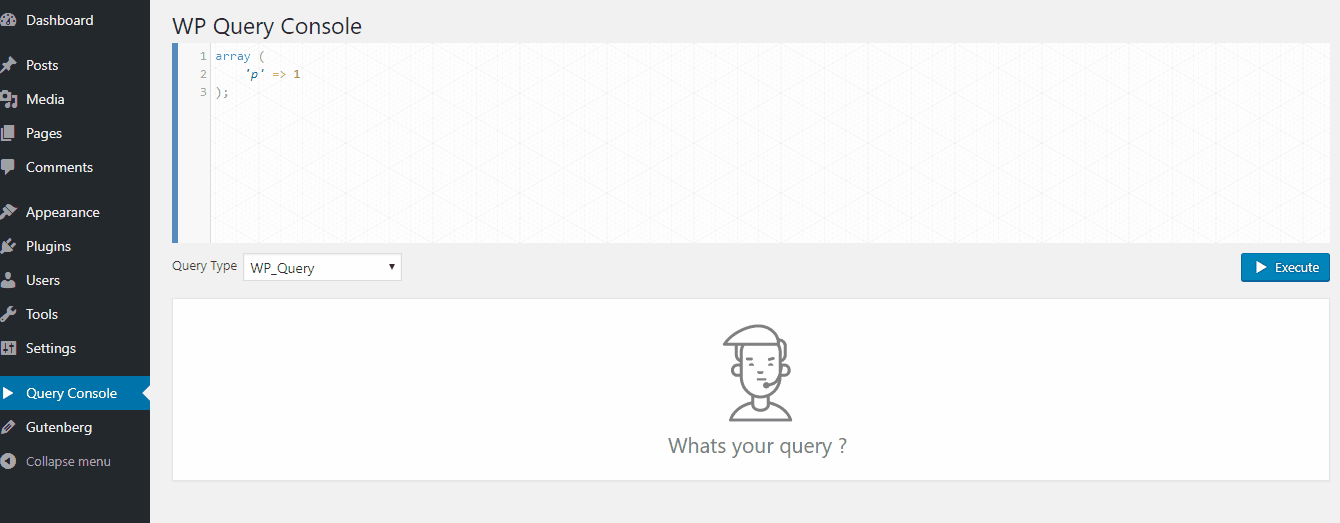 Dashboard
Posts
Media
Pages
Comments
Appearance
Plugins
Users
Tools
Settings
Query Console
Gutenberg
Collapse menu
WP Query Console
1 array (
2 'p' => 1
3 );
Query Type WP_Query Execute
Whats your query ?